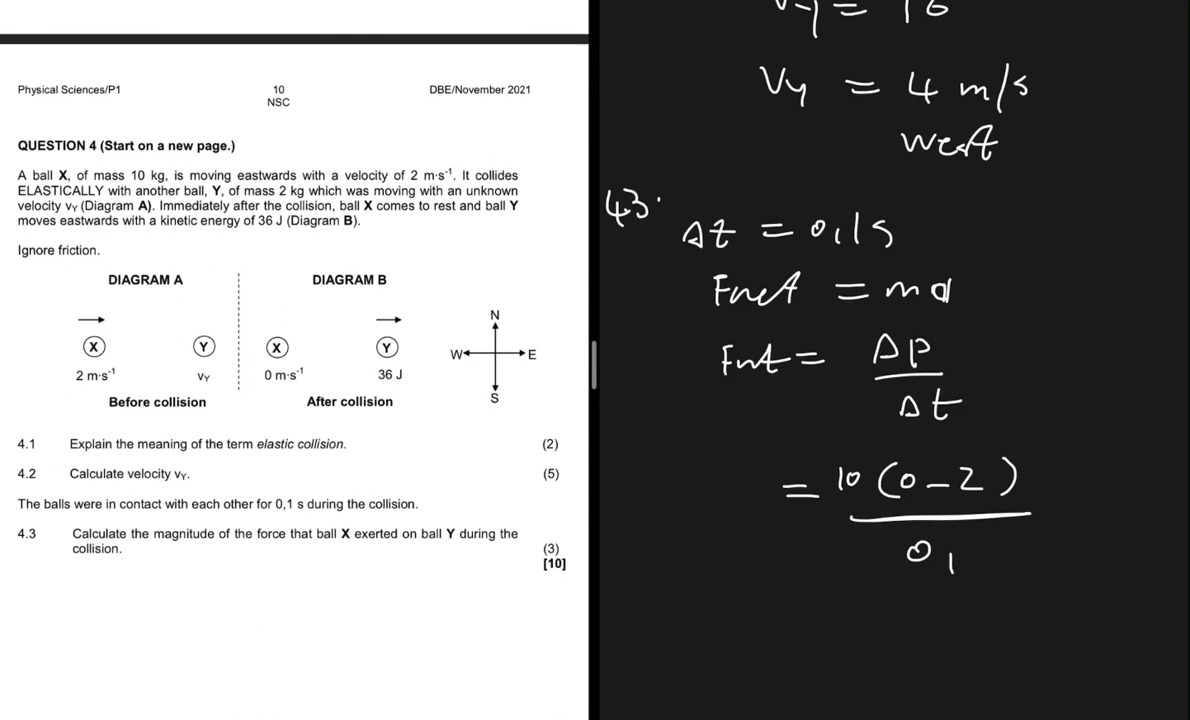 Physical Sciences/P1 10 DBE/November 2021
NSC
QUESTION 4 (Start on a new page.)
A ball X, of mass 10 kg, is moving eastwards with a velocity of 2 m·s⁻¹. It collides
ELASTICALLY with another ball, Y, of mass 2 kg which was moving with an unknown
velocity vY (Diagram A). Immediately after the collision, ball X comes to rest and ball Y
moves eastwards with a kinetic energy of 36 J (Diagram B).
Ignore friction.
DIAGRAM A DIAGRAM B
N
X Y X Y W E
2 m·s⁻¹ vY 0 m·s⁻¹ 36 J
S
Before collision After collision
4.1 Explain the meaning of the term elastic collision. (2)
4.2 Calculate velocity vY. (5)
The balls were in contact with each other for 0,1 s during the collision.
4.3 Calculate the magnitude of the force that ball X exerted on ball Y during the
collision. (3)
[10]
Vy = 4 m/s
West
43.
Δt = 0,1 s
Fnet = ma
Fnet = Δp
Δt
= 10 (0 - 2)
0,